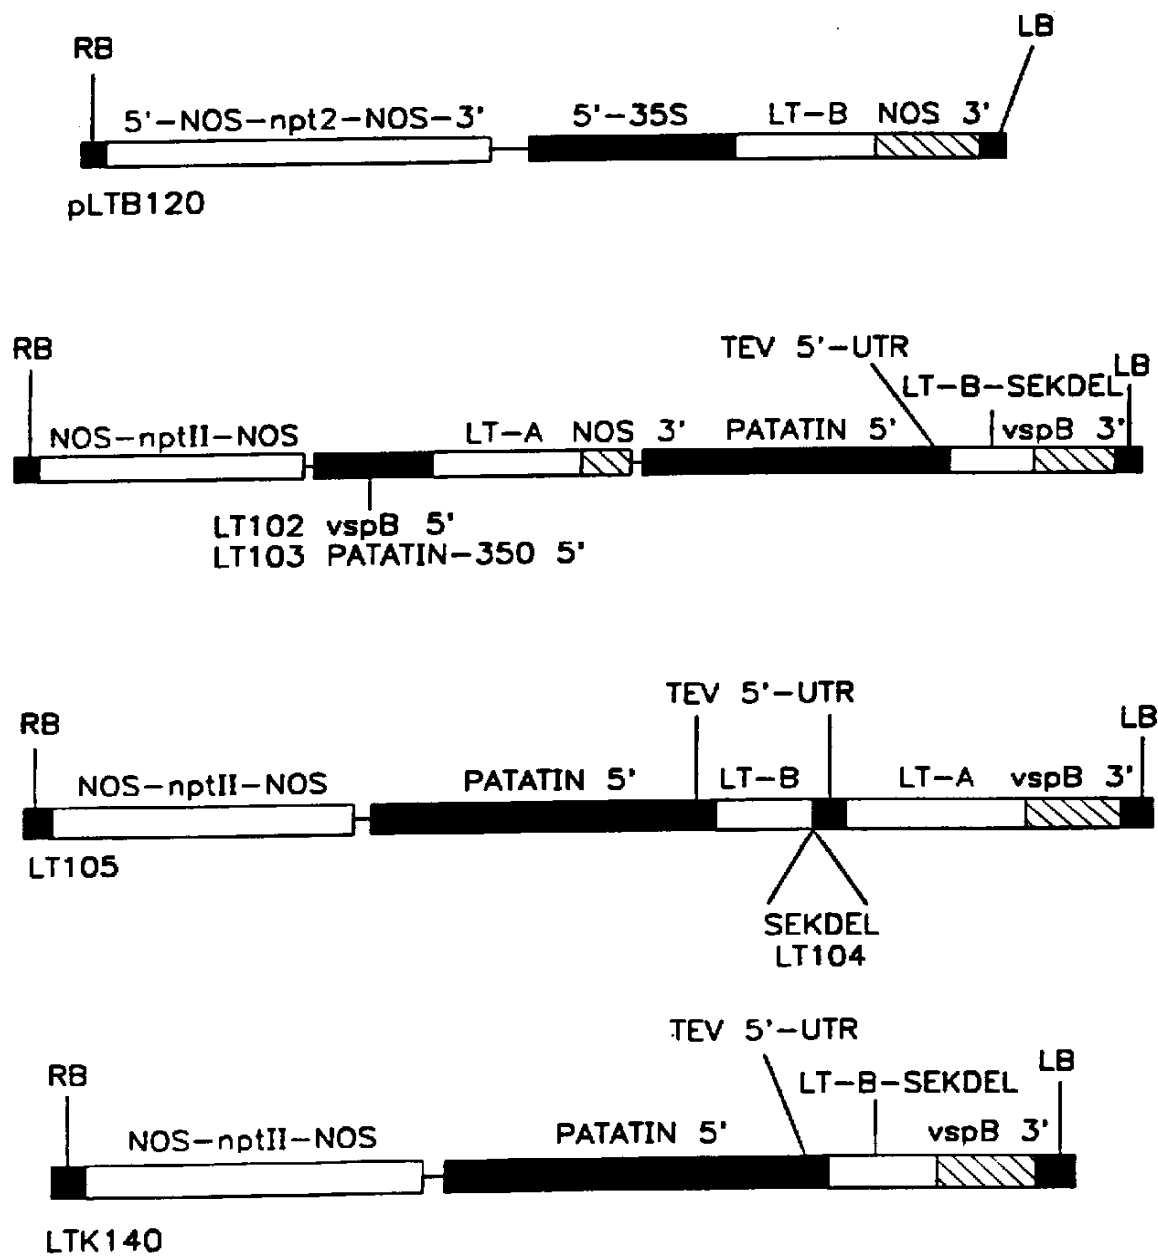 RB
LB
5'-NOS-npt2-NOS-3'
5'-35S
LT-B
NOS 3'
pLTB120
RB
TEV 5'-UTR
LB
LT-B-SEKDEL
NOS-nptII-NOS
LT-A
NOS 3'
PATATIN 5'
vspB 3'
LT102 vspB 5'
LT103 PATATIN-350 5'
TEV 5'-UTR
RB
LB
NOS-nptII-NOS
PATATIN 5'
LT-B
LT-A
vspB 3'
LT105
SEKDEL
LT104
TEV 5'-UTR
RB
LB
LT-B-SEKDEL
NOS-nptII-NOS
PATATIN 5'
vspB 3'
LTK140